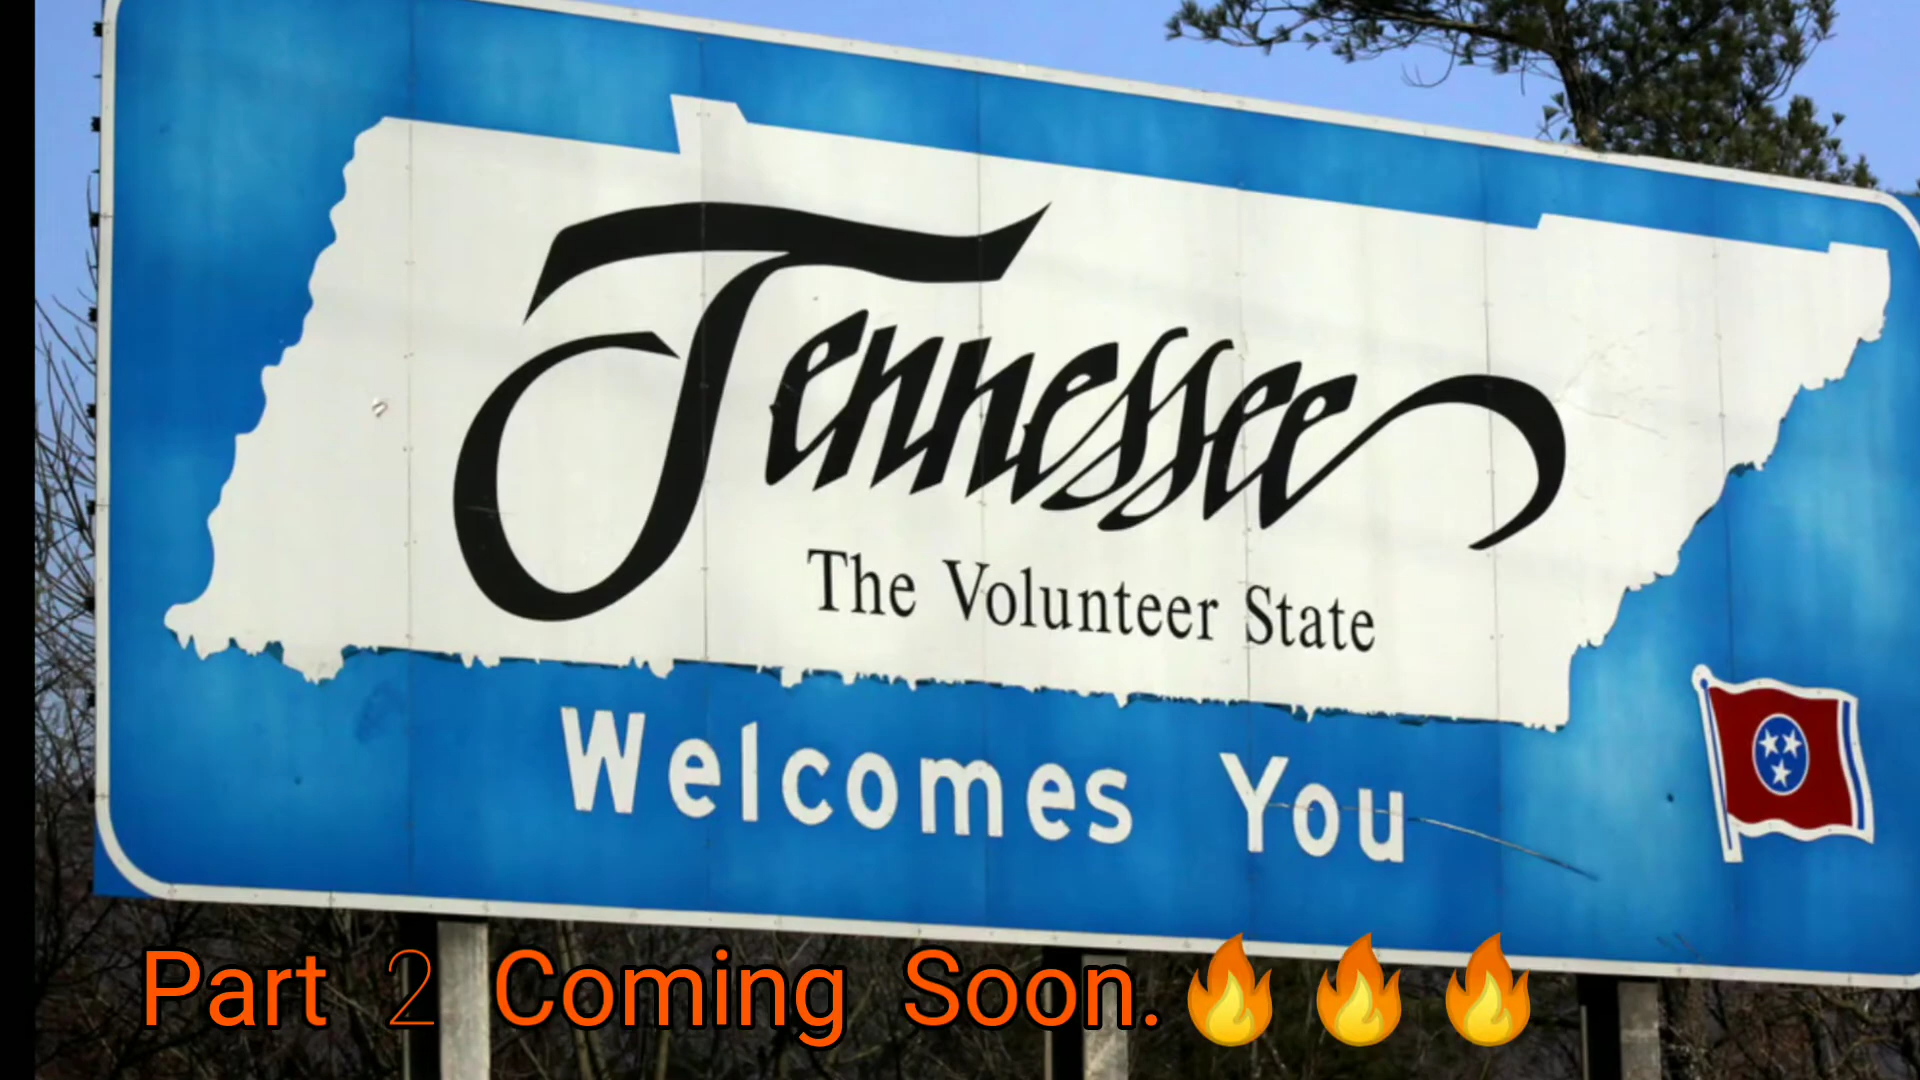 Tennessee
The Volunteer State
Welcomes You
Part 2 Coming Soon.🔥🔥🔥